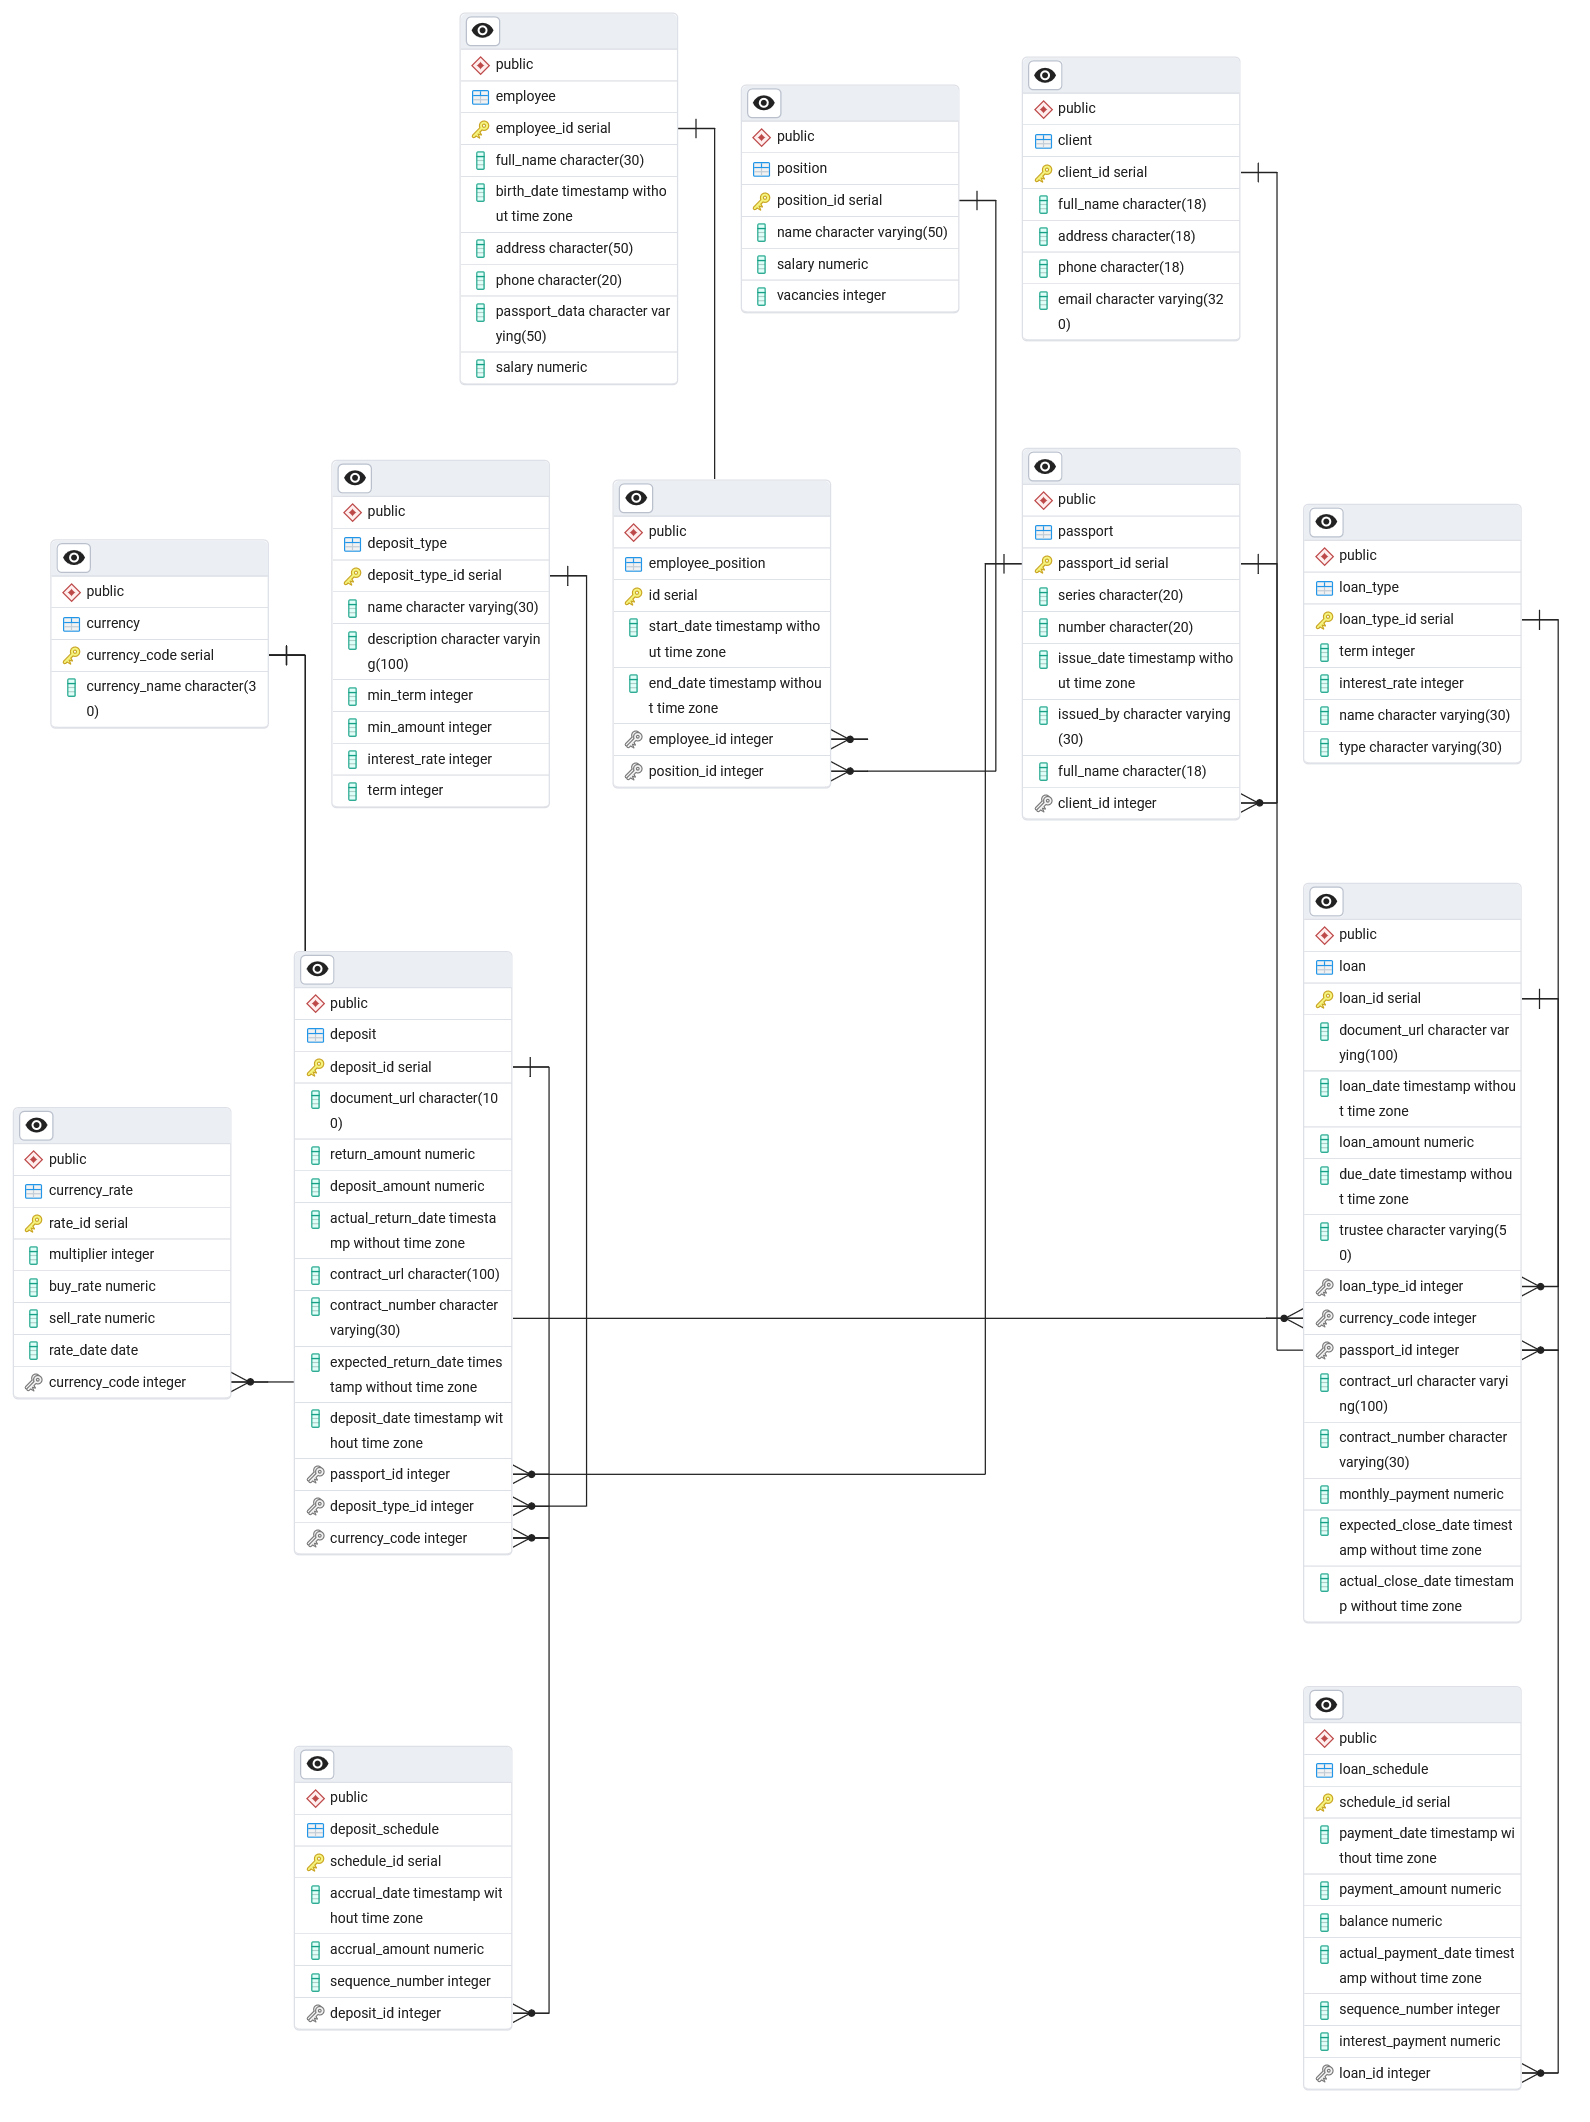 public
employee
employee_id serial
full_name character(30)
birth_date timestamp witho
ut time zone
address character(50)
phone character(20)
passport_data character var
ying(50)
salary numeric
public
position
position_id serial
name character varying(50)
salary numeric
vacancies integer
public
client
client_id serial
full_name character(18)
address character(18)
phone character(18)
email character varying(32
0)
public
currency
currency_code serial
currency_name character(3
0)
public
deposit_type
deposit_type_id serial
name character varying(30)
description character varyin
g(100)
min_term integer
min_amount integer
interest_rate integer
term integer
public
employee_position
id serial
start_date timestamp witho
ut time zone
end_date timestamp withou
t time zone
employee_id integer
position_id integer
public
passport
passport_id serial
series character(20)
number character(20)
issue_date timestamp witho
ut time zone
issued_by character varying
(30)
full_name character(18)
client_id integer
public
loan_type
loan_type_id serial
term integer
interest_rate integer
name character varying(30)
type character varying(30)
public
currency_rate
rate_id serial
multiplier integer
buy_rate numeric
sell_rate numeric
rate_date date
currency_code integer
public
deposit
deposit_id serial
document_url character(10
0)
return_amount numeric
deposit_amount numeric
actual_return_date timesta
mp without time zone
contract_url character(100)
contract_number character
varying(30)
expected_return_date times
tamp without time zone
deposit_date timestamp wit
hout time zone
passport_id integer
deposit_type_id integer
currency_code integer
public
loan
loan_id serial
document_url character var
ying(100)
loan_date timestamp withou
t time zone
loan_amount numeric
due_date timestamp withou
t time zone
trustee character varying(5
0)
loan_type_id integer
currency_code integer
passport_id integer
contract_url character varyi
ng(100)
contract_number character
varying(30)
monthly_payment numeric
expected_close_date timest
amp without time zone
actual_close_date timestam
p without time zone
public
deposit_schedule
schedule_id serial
accrual_date timestamp wit
hout time zone
accrual_amount numeric
sequence_number integer
deposit_id integer
public
loan_schedule
schedule_id serial
payment_date timestamp wi
thout time zone
payment_amount numeric
balance numeric
actual_payment_date timest
amp without time zone
sequence_number integer
interest_payment numeric
loan_id integer